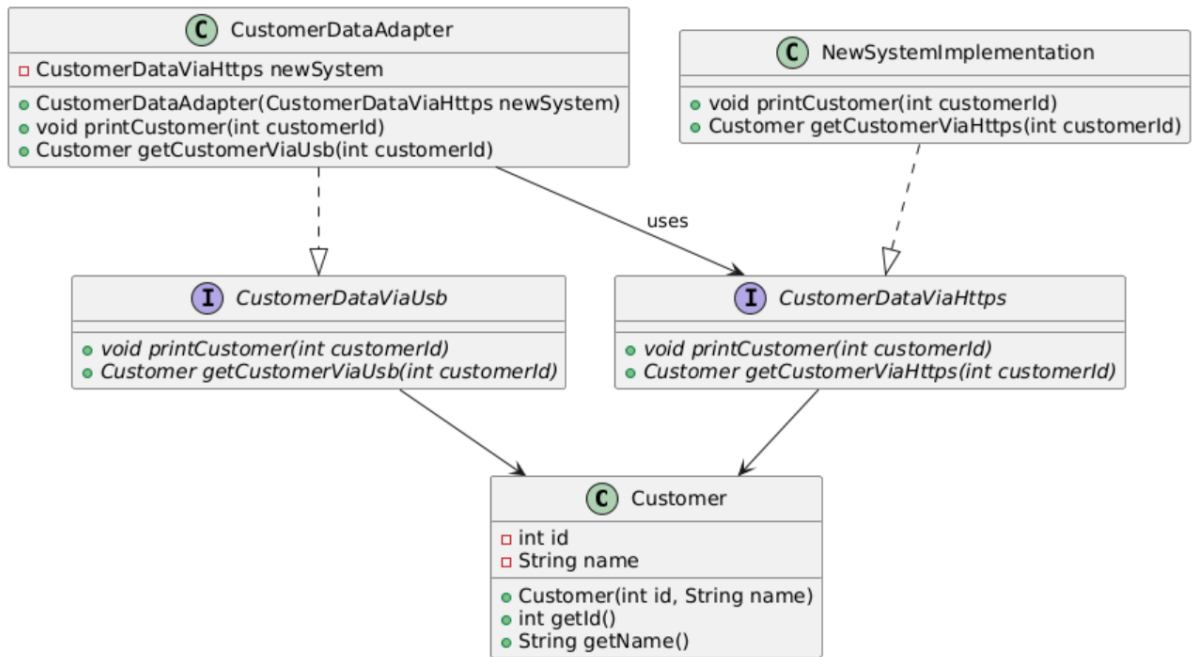 C CustomerDataAdapter
CustomerDataViaHttps newSystem
CustomerDataAdapter(CustomerDataViaHttps newSystem)
void printCustomer(int customerId)
Customer getCustomerViaUsb(int customerId)
C NewSystemImplementation
void printCustomer(int customerId)
Customer getCustomerViaHttps(int customerId)
uses
I CustomerDataViaUsb
void printCustomer(int customerId)
Customer getCustomerViaUsb(int customerId)
I CustomerDataViaHttps
void printCustomer(int customerId)
Customer getCustomerViaHttps(int customerId)
C Customer
int id
String name
Customer(int id, String name)
int getId()
String getName()